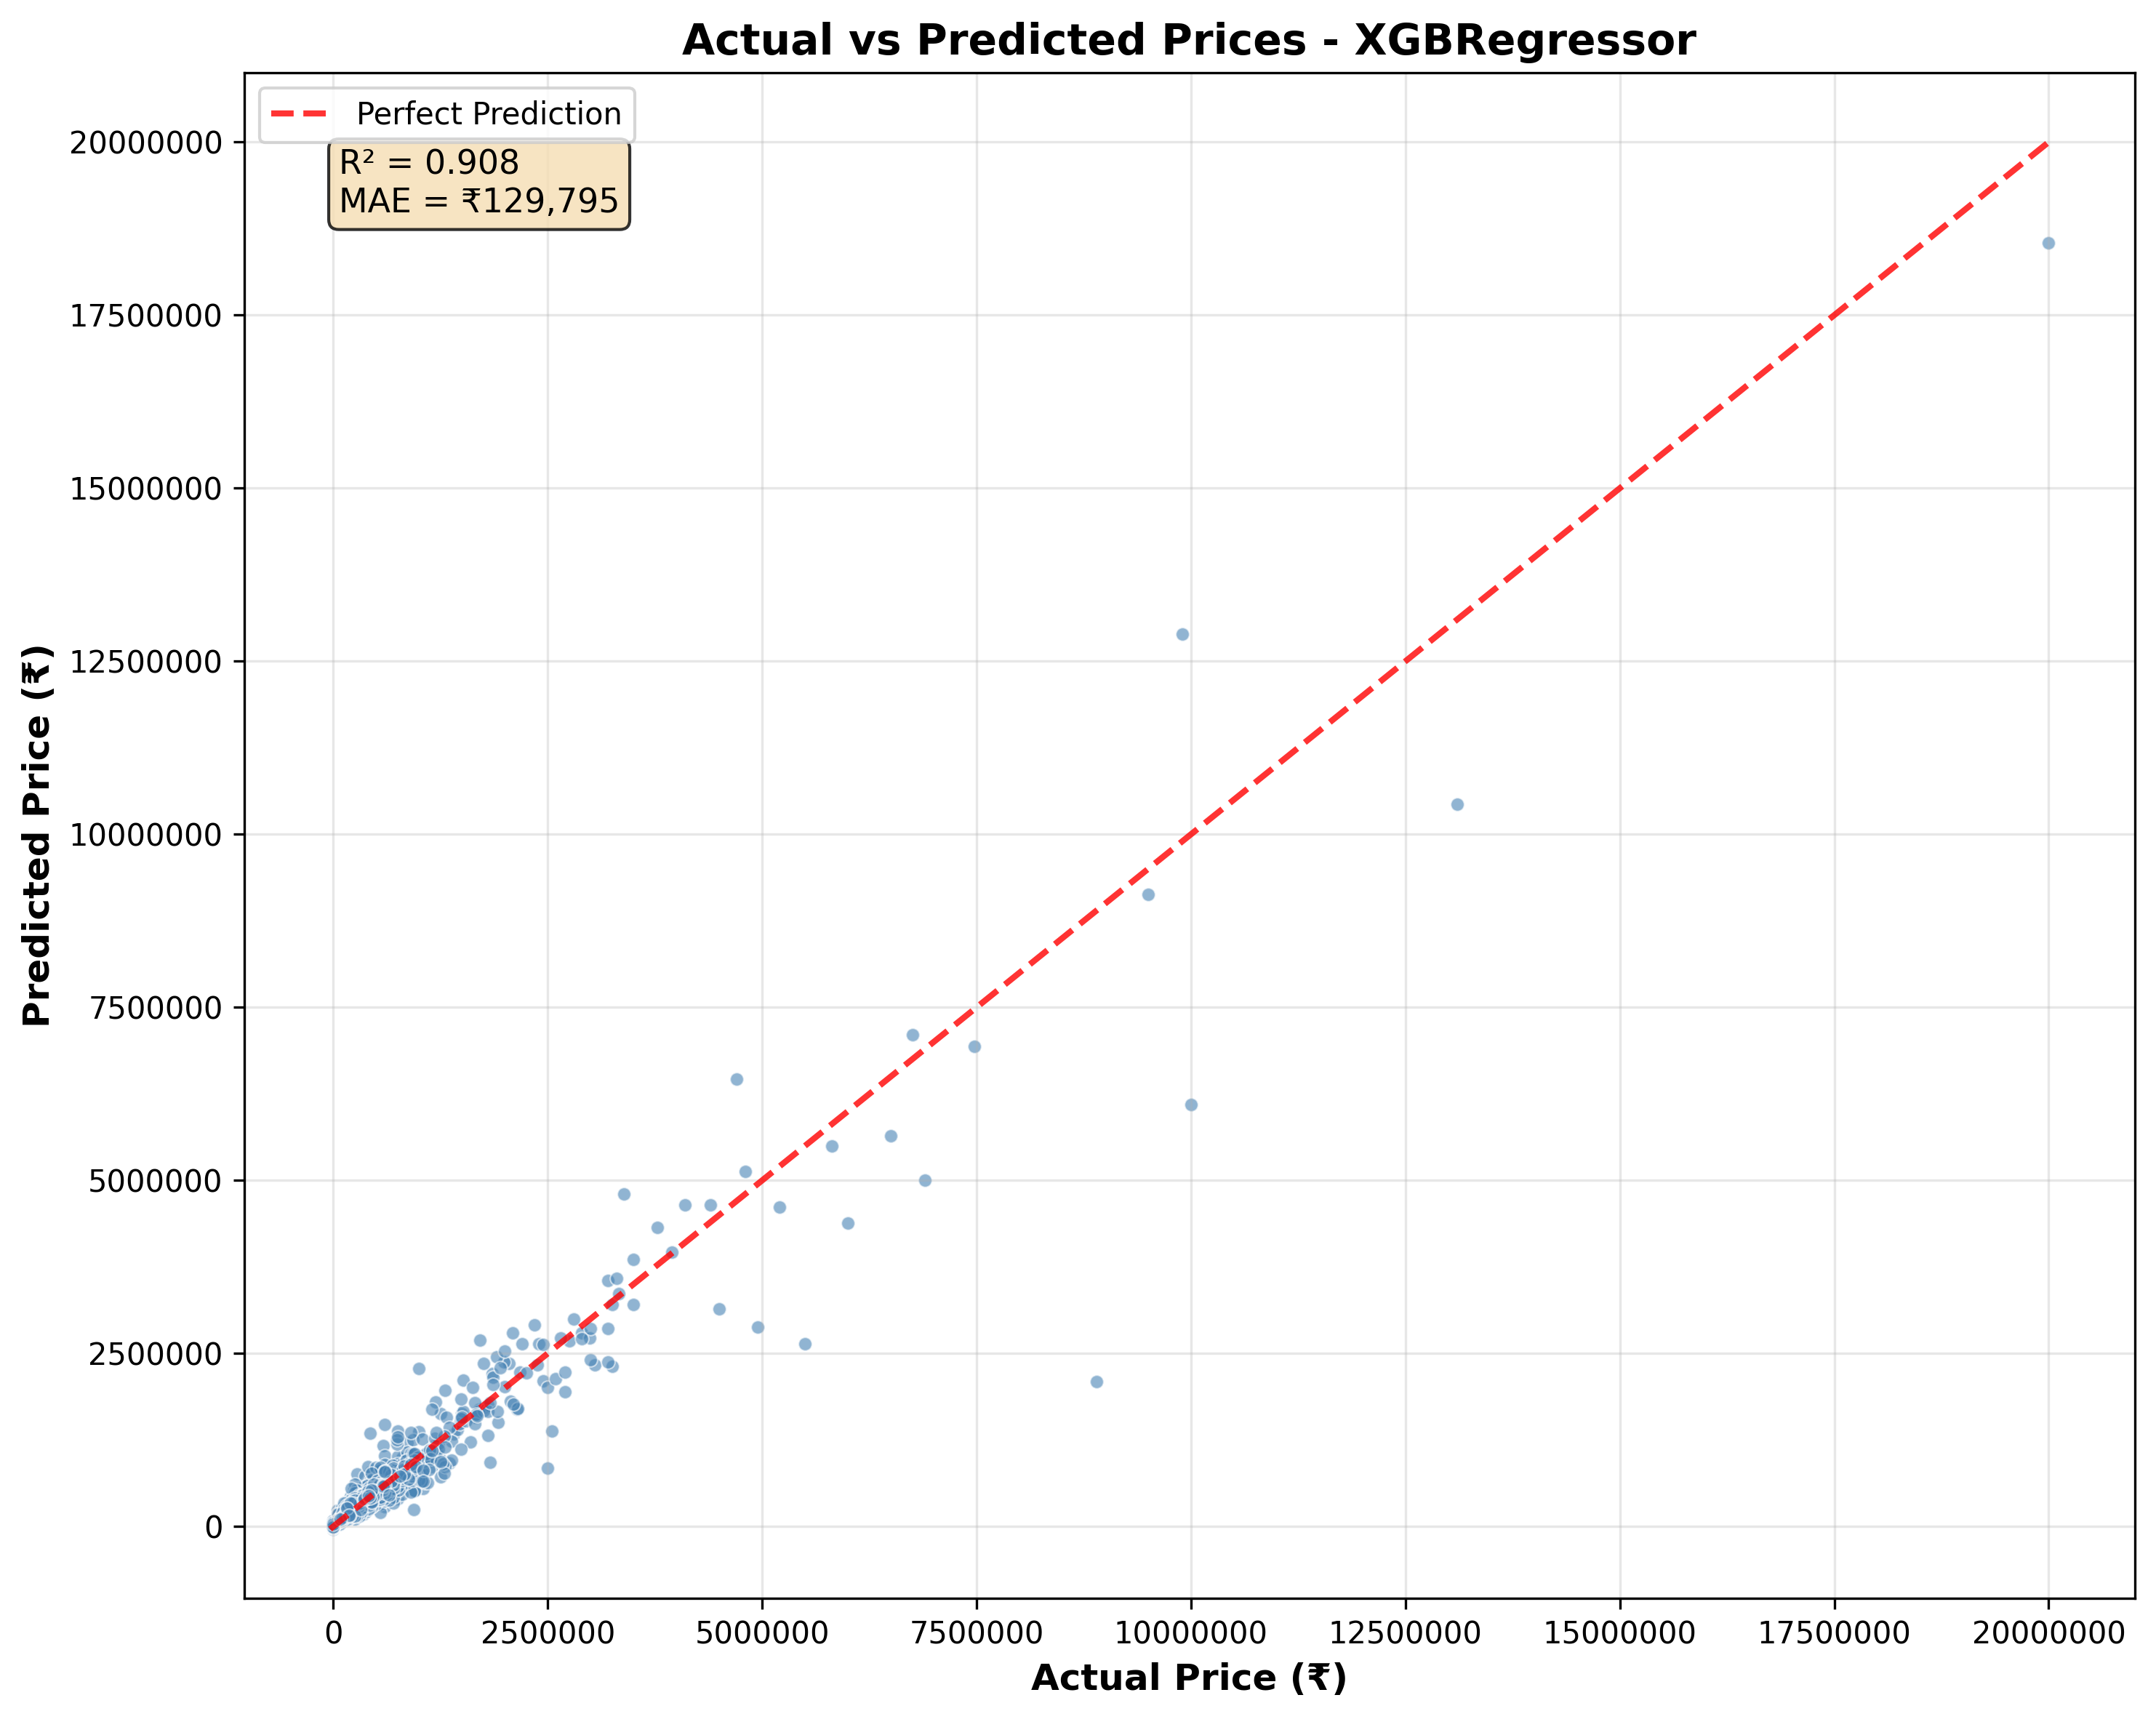 Actual vs Predicted Prices - XGBRegressor
Perfect Prediction
R² = 0.908
MAE = ₹129,795
Predicted Price (₹)
20000000
17500000
15000000
12500000
10000000
7500000
5000000
2500000
0
0 2500000 5000000 7500000 10000000 12500000 15000000 17500000 20000000
Actual Price (₹)